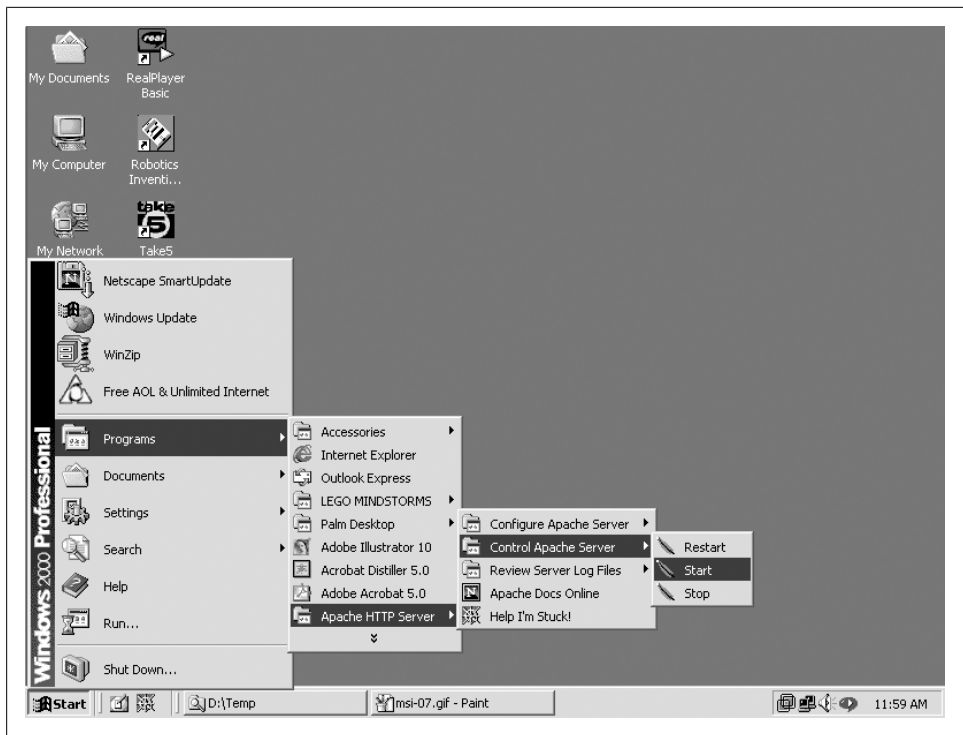 My Documents
real
RealPlayer
Basic
My Computer
Robotics
Inventi...
My Network
take
5
Take5
Netscape SmartUpdate
Windows Update
WinZip
Free AOL & Unlimited Internet
Programs
Documents
Settings
Search
Help
Run...
Shut Down...
Windows 2000 Professional
Accessories
Internet Explorer
Outlook Express
LEGO MINDSTORMS
Palm Desktop
Adobe Illustrator 10
Acrobat Distiller 5.0
Adobe Acrobat 5.0
Apache HTTP Server
Configure Apache Server
Control Apache Server
Review Server Log Files
Apache Docs Online
Help I'm Stuck!
Restart
Start
Stop
Start
D:\Temp
msi-07.gif - Paint
11:59 AM